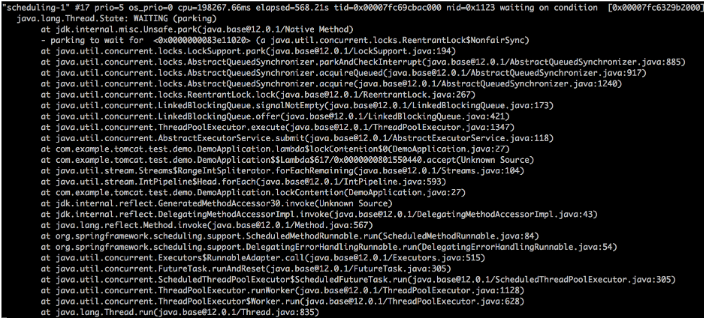 "scheduling-1" #17 prio=5 os_prio=0 cpu=198267.66ms elapsed=568.21s tid=0x00007fc69cbac000 nid=0x1123 waiting on condition  [0x00007fc6329b2000]
   java.lang.Thread.State: WAITING (parking)
at jdk.internal.misc.Unsafe.park(java.base@12.0.1/Native Method)
- parking to wait for  <0x0000000083e11020> (a java.util.concurrent.locks.ReentrantLock$NonfairSync)
at java.util.concurrent.locks.LockSupport.park(java.base@12.0.1/LockSupport.java:194)
at java.util.concurrent.locks.AbstractQueuedSynchronizer.parkAndCheckInterrupt(java.base@12.0.1/AbstractQueuedSynchronizer.java:885)
at java.util.concurrent.locks.AbstractQueuedSynchronizer.acquireQueued(java.base@12.0.1/AbstractQueuedSynchronizer.java:917)
at java.util.concurrent.locks.AbstractQueuedSynchronizer.acquire(java.base@12.0.1/AbstractQueuedSynchronizer.java:1240)
at java.util.concurrent.locks.ReentrantLock.lock(java.base@12.0.1/ReentrantLock.java:267)
at java.util.concurrent.LinkedBlockingQueue.signalNotEmpty(java.base@12.0.1/LinkedBlockingQueue.java:173)
at java.util.concurrent.LinkedBlockingQueue.offer(java.base@12.0.1/LinkedBlockingQueue.java:421)
at java.util.concurrent.ThreadPoolExecutor.execute(java.base@12.0.1/ThreadPoolExecutor.java:1347)
at java.util.concurrent.AbstractExecutorService.submit(java.base@12.0.1/AbstractExecutorService.java:118)
at com.example.tomcat.test.demo.DemoApplication.lambda$lockContention$0(DemoApplication.java:27)
at com.example.tomcat.test.demo.DemoApplication$$Lambda$617/0x0000000801550440.accept(Unknown Source)
at java.util.stream.Streams$RangeIntSpliterator.forEachRemaining(java.base@12.0.1/Streams.java:104)
at java.util.stream.IntPipeline$Head.forEach(java.base@12.0.1/IntPipeline.java:593)
at com.example.tomcat.test.demo.DemoApplication.lockContention(DemoApplication.java:27)
at jdk.internal.reflect.GeneratedMethodAccessor30.invoke(Unknown Source)
at jdk.internal.reflect.DelegatingMethodAccessorImpl.invoke(java.base@12.0.1/DelegatingMethodAccessorImpl.java:43)
at java.lang.reflect.Method.invoke(java.base@12.0.1/Method.java:567)
at org.springframework.scheduling.support.ScheduledMethodRunnable.run(ScheduledMethodRunnable.java:84)
at org.springframework.scheduling.support.DelegatingErrorHandlingRunnable.run(DelegatingErrorHandlingRunnable.java:54)
at java.util.concurrent.Executors$RunnableAdapter.call(java.base@12.0.1/Executors.java:515)
at java.util.concurrent.FutureTask.runAndReset(java.base@12.0.1/FutureTask.java:305)
at java.util.concurrent.ScheduledThreadPoolExecutor$ScheduledFutureTask.run(java.base@12.0.1/ScheduledThreadPoolExecutor.java:305)
at java.util.concurrent.ThreadPoolExecutor.runWorker(java.base@12.0.1/ThreadPoolExecutor.java:1128)
at java.util.concurrent.ThreadPoolExecutor$Worker.run(java.base@12.0.1/ThreadPoolExecutor.java:628)
at java.lang.Thread.run(java.base@12.0.1/Thread.java:835)